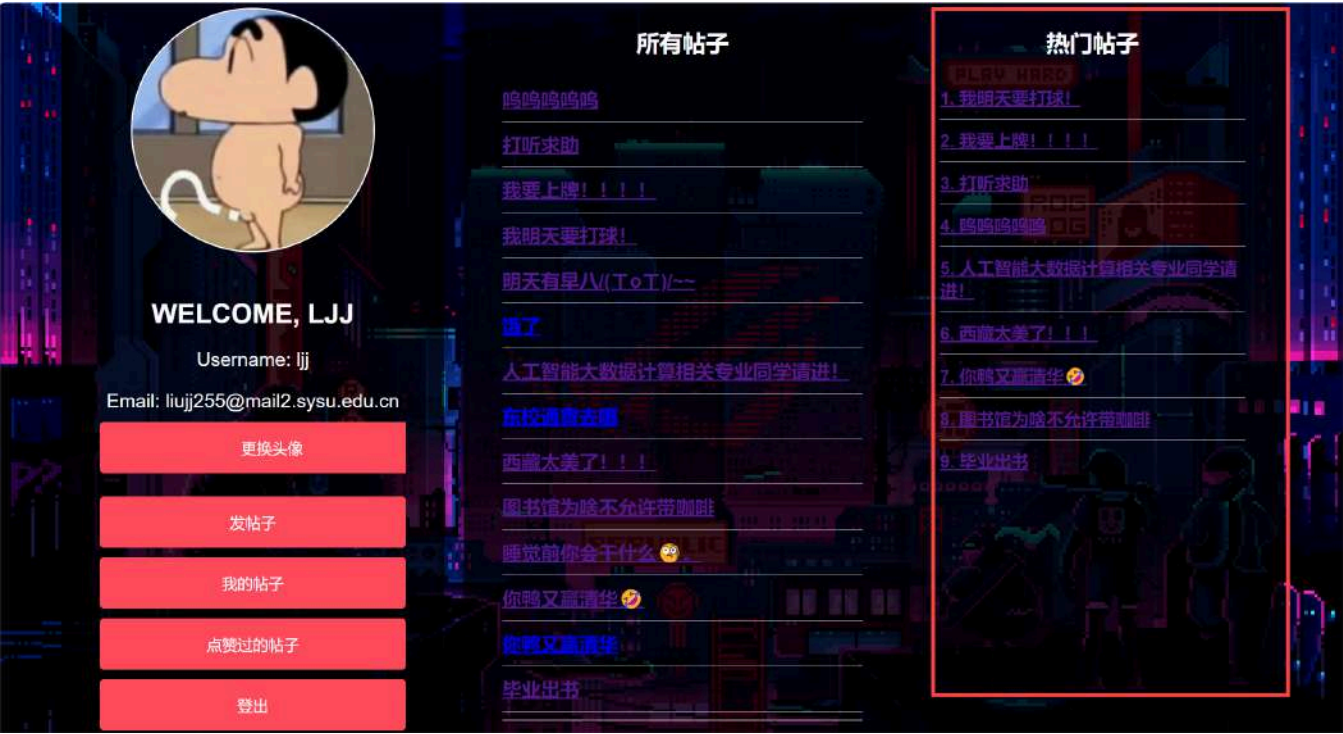 WELCOME, LJJ
Username: ljj
Email: liujj255@mail2.sysu.edu.cn
更换头像
发帖子
我的帖子
点赞过的帖子
登出
所有帖子
呜呜呜呜呜
打听求助
我要上牌！！！！
我明天要打球！
明天有早八/(ㄒoㄒ)/~~
饿了
人工智能大数据计算相关专业同学请进！
东校通宵去哪
西藏太美了！！！
图书馆为啥不允许带咖啡
睡觉前你会干什么🧐。
你鸭又赢清华🤣
你鸭又赢清华
毕业出书
热门帖子
PLAY HARD
1. 我明天要打球！
2. 我要上牌！！！！
3. 打听求助
4. 呜呜呜呜呜
5. 人工智能大数据计算相关专业同学请
进！
6. 西藏太美了！！！
7. 你鸭又赢清华🤣
8. 图书馆为啥不允许带咖啡
9. 毕业出书